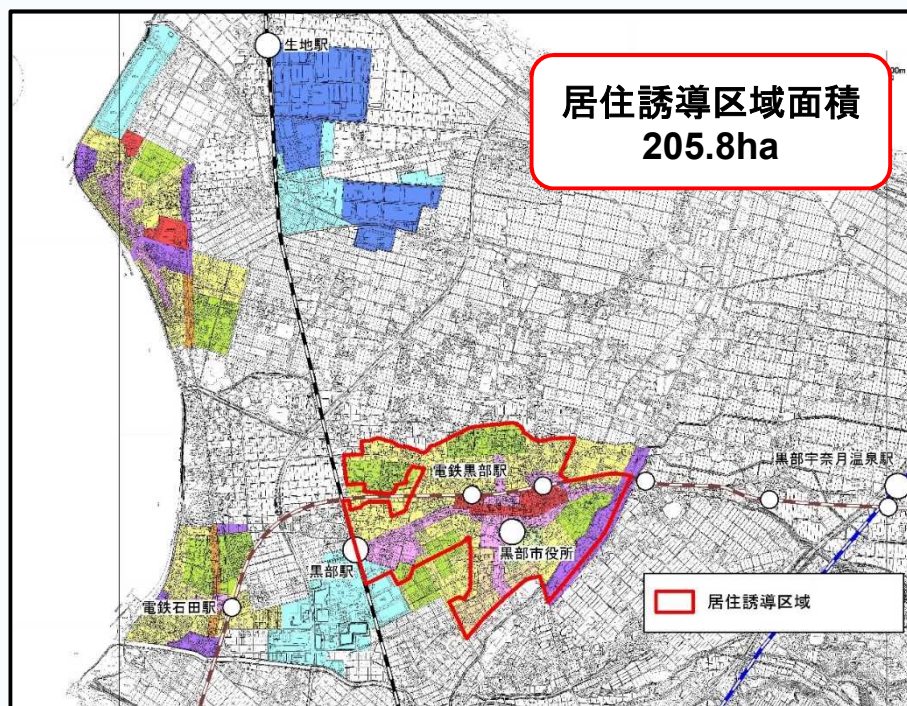 生地駅
居住誘導区域面積
205.8ha
00m
電鉄黒部駅
黒部宇奈月温泉駅
黒部市役所
黒部駅
電鉄石田駅
居住誘導区域